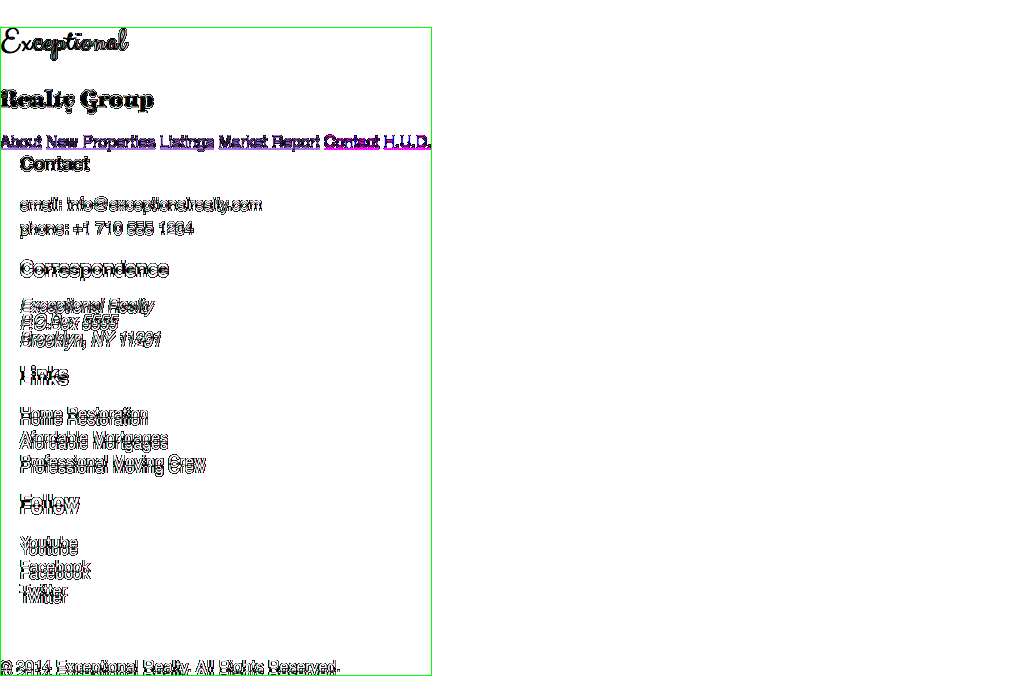 Exceptional
Realty Group
About New Properties Listings Market Report Contact H.U.D.
Contact
email: info@exceptionalrealty.com
phone: +1 710 555 1234
Correspondence
Exceptional Realty
P.O.Box 5555
Brooklyn, NY 11201
Links
Home Restoration
Afordable Mortgages
Professional Moving Crew
Follow
Youtube
Facebook
Twitter
© 2014 Exceptional Realty. All Rights Reserved.